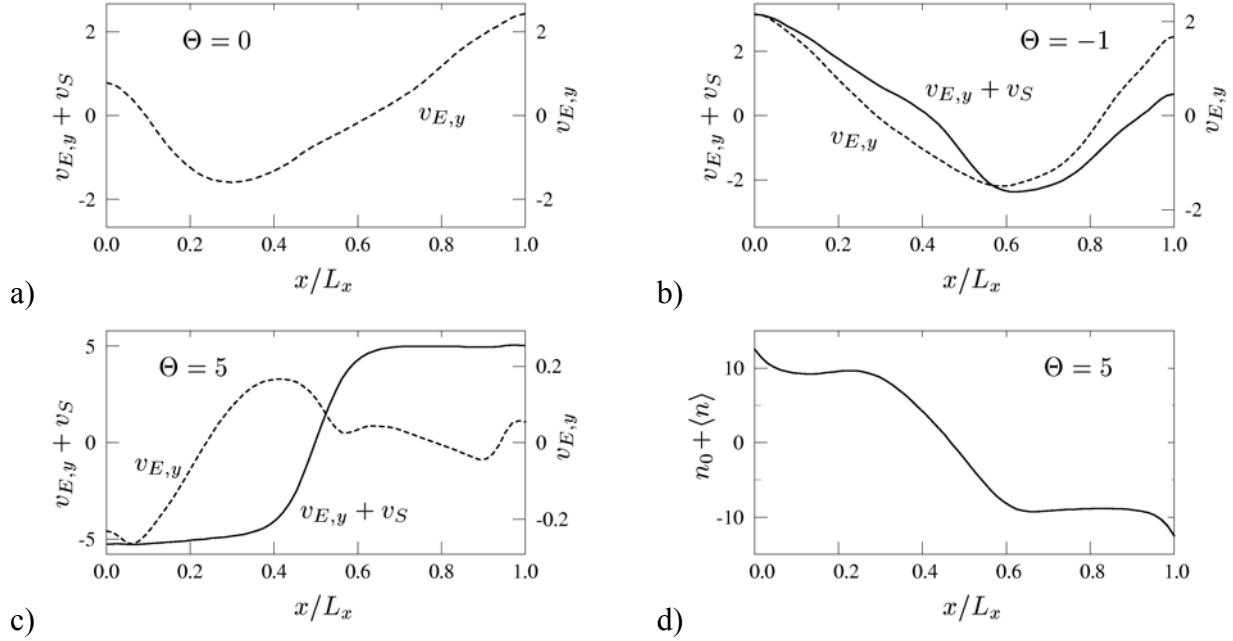 2
0
-2
v_{E,y} + v_S
Θ = 0
v_{E,y}
2
0
-2
v_{E,y}
0.0 0.2 0.4 0.6 0.8 1.0
x/L_x
a)
2
0
-2
v_{E,y} + v_S
Θ = −1
v_{E,y} + v_S
v_{E,y}
2
0
-2
v_{E,y}
0.0 0.2 0.4 0.6 0.8 1.0
x/L_x
b)
5
0
-5
v_{E,y} + v_S
Θ = 5
v_{E,y}
v_{E,y} + v_S
0.2
0
-0.2
v_{E,y}
0.0 0.2 0.4 0.6 0.8 1.0
x/L_x
c)
10
0
-10
n_0 + ⟨n⟩
Θ = 5
0.0 0.2 0.4 0.6 0.8 1.0
x/L_x
d)